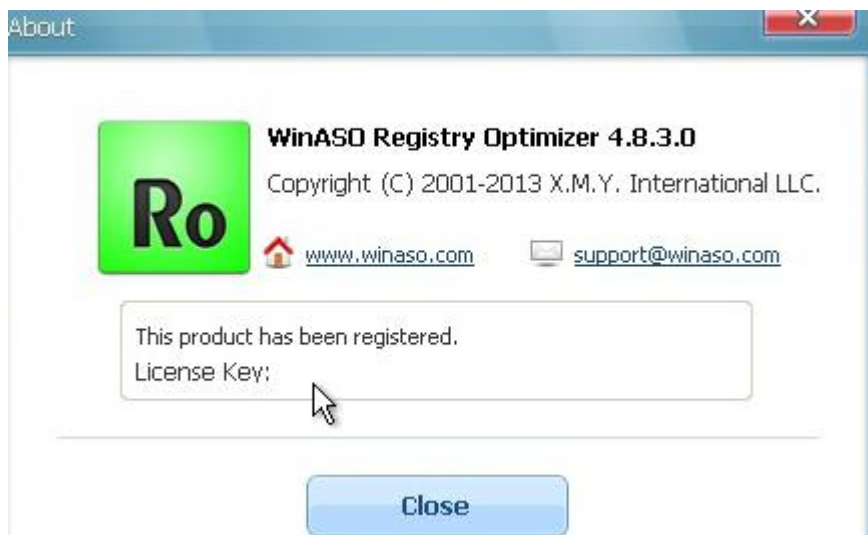 About
WinASO Registry Optimizer 4.8.3.0
Copyright (C) 2001-2013 X.M.Y. International LLC.
Ro
www.winaso.com support@winaso.com
This product has been registered.
License Key:
Close